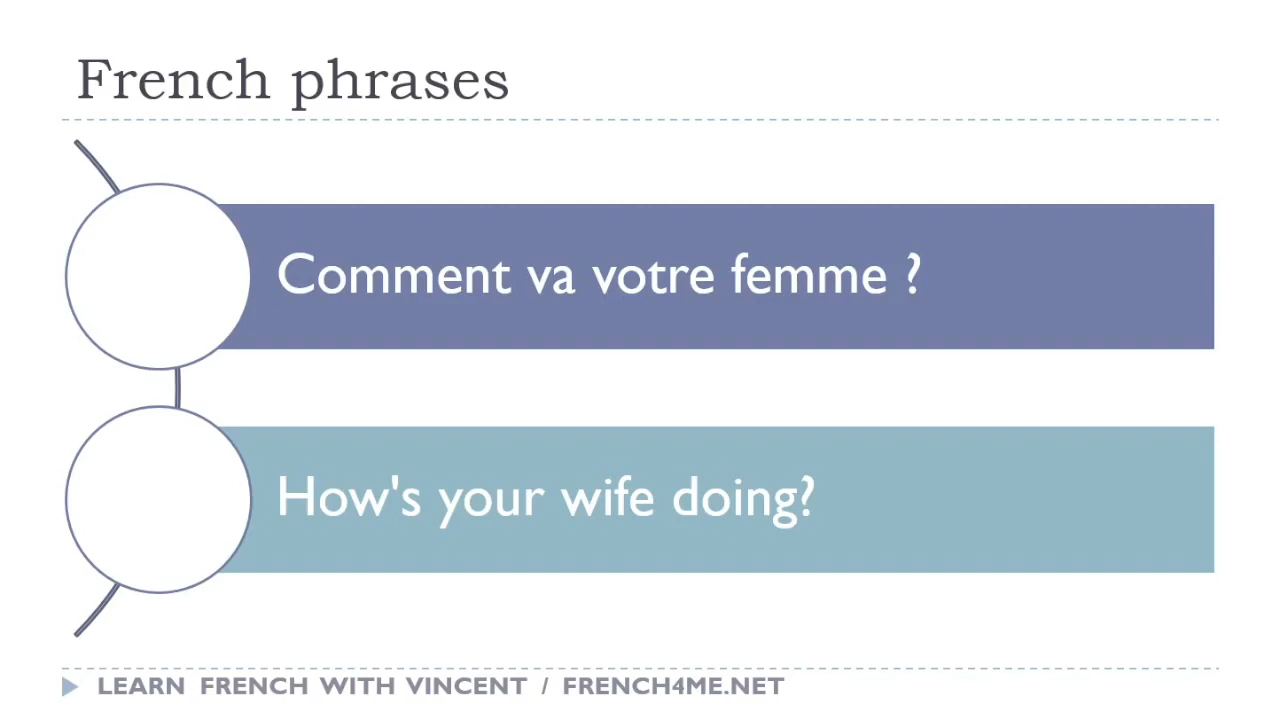 French phrases
Comment va votre femme ?
How's your wife doing?
LEARN FRENCH WITH VINCENT / FRENCH4ME.NET